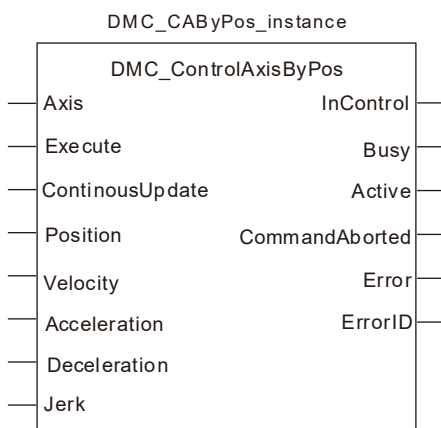 DMC_CAByPos_instance
DMC_ControlAxisByPos
Axis InControl
Execute Busy
ContinousUpdate Active
Position CommandAborted
Velocity Error
Acceleration ErrorID
Deceleration
Jerk